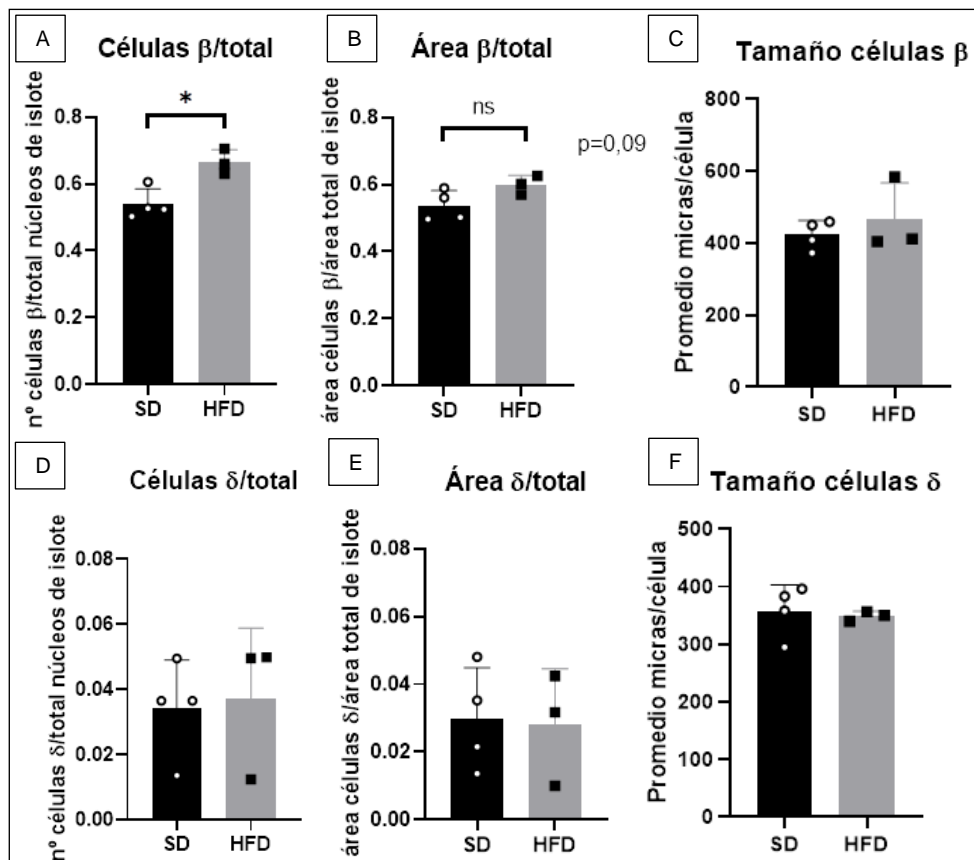 A
Células β/total
nº células β/total núcleos de islote
0.8
0.6
0.4
0.2
0.0
*
SD
HFD
B
Área β/total
área células β/área total de islote
0.8
0.6
0.4
0.2
0.0
ns
p=0,09
SD
HFD
C
Tamaño células β
Promedio micras/célula
800
600
400
200
0
SD
HFD
D
Células δ/total
nº células δ/total núcleos de islote
0.08
0.06
0.04
0.02
0.00
SD
HFD
E
Área δ/total
área células δ/área total de islote
0.08
0.06
0.04
0.02
0.00
SD
HFD
F
Tamaño células δ
Promedio micras/célula
500
400
300
200
100
0
SD
HFD